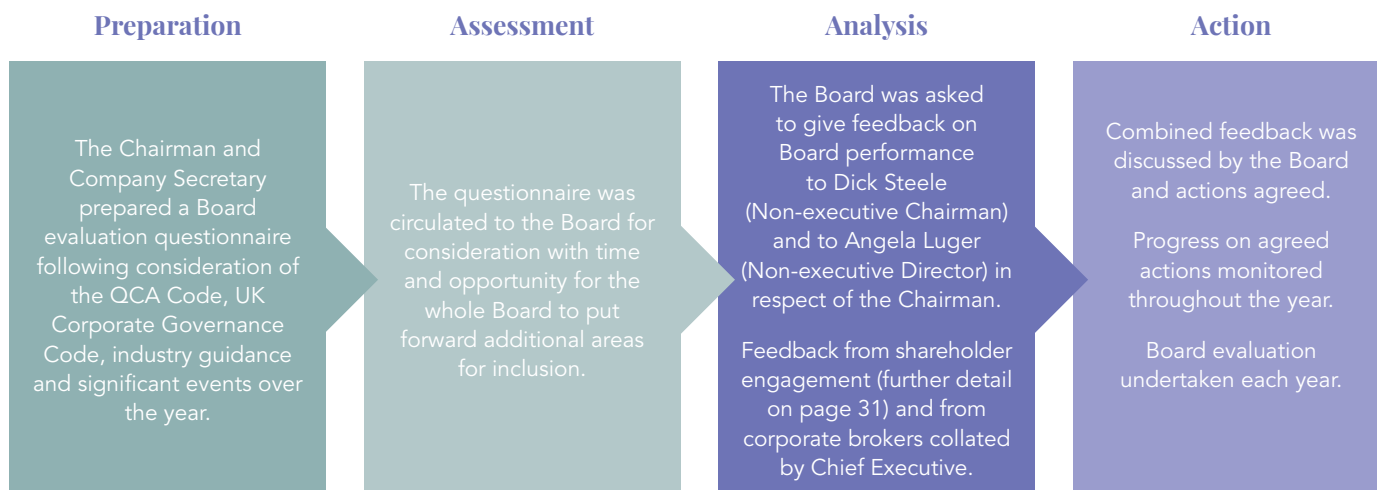 Preparation
The Chairman and
Company Secretary
prepared a Board
evaluation questionnaire
following consideration of
the QCA Code, UK
Corporate Governance
Code, industry guidance
and significant events over
the year.
Assessment
The questionnaire was
circulated to the Board for
consideration with time
and opportunity for the
whole Board to put
forward additional areas
for inclusion.
Analysis
The Board was asked
to give feedback on
Board performance
to Dick Steele
(Non-executive Chairman)
and to Angela Luger
(Non-executive Director) in
respect of the Chairman.
Feedback from shareholder
engagement (further detail
on page 31) and from
corporate brokers collated
by Chief Executive.
Action
Combined feedback was
discussed by the Board
and actions agreed.
Progress on agreed
actions monitored
throughout the year.
Board evaluation
undertaken each year.